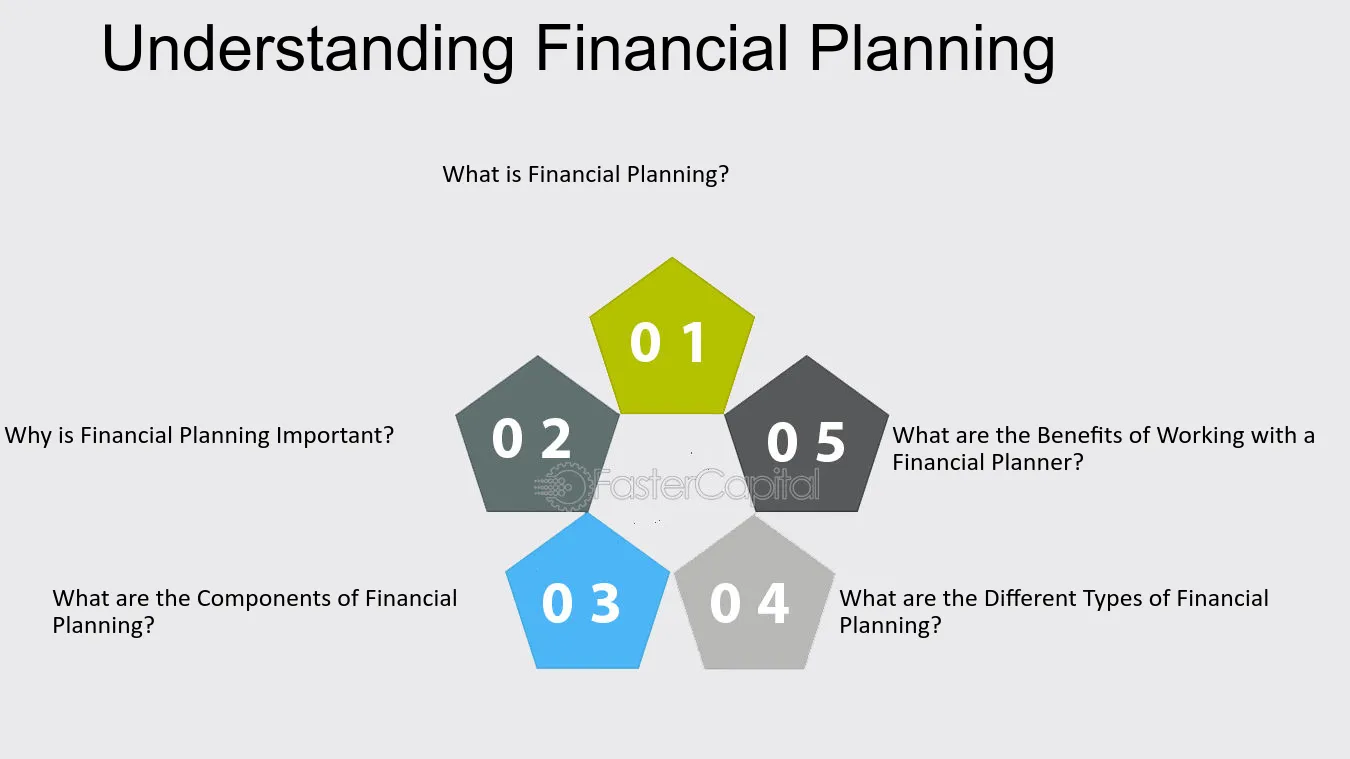 Understanding Financial Planning
What is Financial Planning?
0 1
0 2
Why is Financial Planning Important?
0 5
What are the Benefits of Working with a
Financial Planner?
FasterCapital
0 3
What are the Components of Financial
Planning?
0 4
What are the Different Types of Financial
Planning?